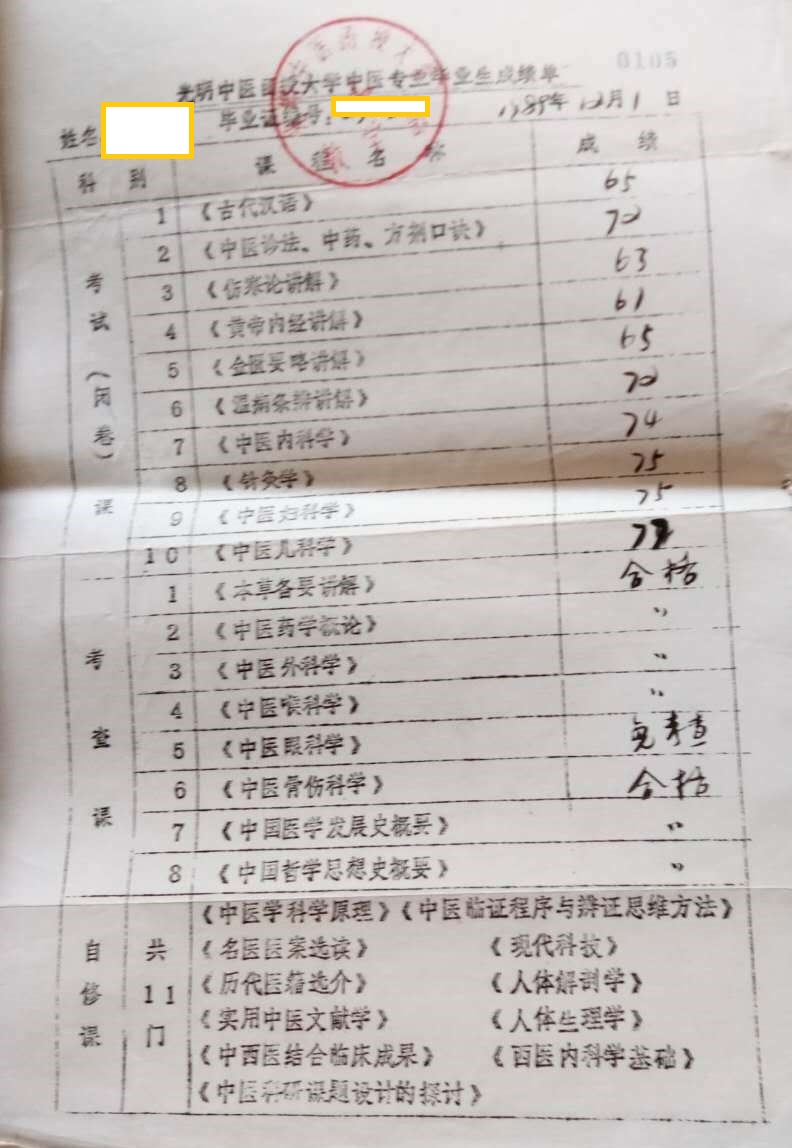 0105
光明中医函授大学中医专业毕业生成绩单
姓名 毕业证编号: 1989年12月1日
科别 课程名称 成绩
考试(闭卷)课
1 《古代汉语》 65
2 《中医诊法、中药、方剂口诀》 70
3 《伤寒论讲解》 63
4 《黄帝内经讲解》 61
5 《金匮要略讲解》 65
6 《温病条辨讲解》 70
7 《中医内科学》 74
8 《针灸学》 75
9 《中医妇科学》 75
10 《中医儿科学》
考查课
1 《本草备要讲解》 合格
2 《中医药学概论》 〃
3 《中医外科学》 〃
4 《中医喉科学》 〃
5 《中医眼科学》 免考查
6 《中医骨伤科学》 合格
7 《中国医学发展史概要》 〃
8 《中国哲学思想史概要》 〃
自修课 共11门
《中医学科学原理》《中医临证程序与辩证思维方法》
《名医医案选读》 《现代科技》
《历代医籍选介》 《人体解剖学》
《实用中医文献学》 《人体生理学》
《中西医结合临床成果》 《西医内科学基础》
《中医科研课题设计的探讨》